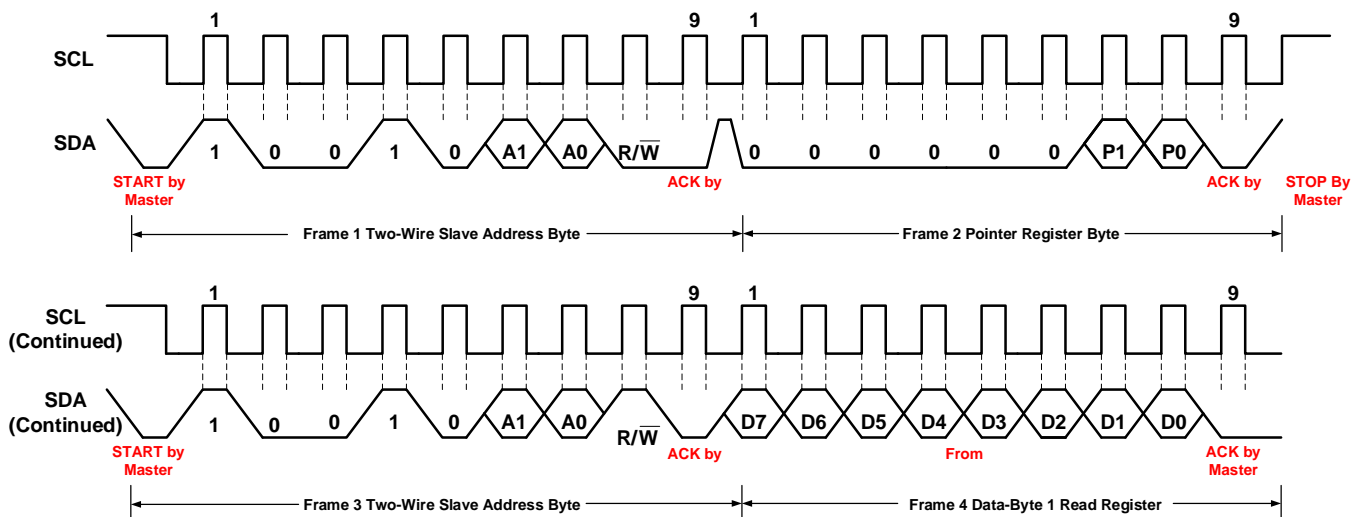 1 9 1 9
SCL
SDA
1 0 0 1 0 A1 A0 R/W̅ 0 0 0 0 0 0 P1 P0
START by
Master
ACK by
ACK by
STOP By
Master
Frame 1 Two-Wire Slave Address Byte
Frame 2 Pointer Register Byte
1 9 1 9
SCL
(Continued)
SDA
(Continued)
1 0 0 1 0 A1 A0 R/W̅ D7 D6 D5 D4 D3 D2 D1 D0
START by
Master
ACK by
From
ACK by
Master
Frame 3 Two-Wire Slave Address Byte
Frame 4 Data-Byte 1 Read Register